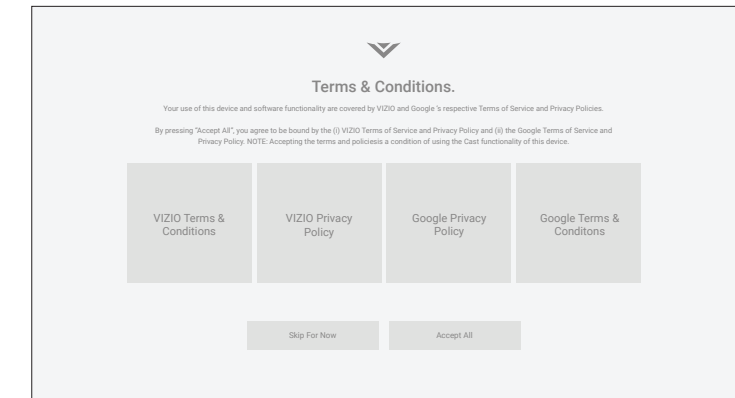 Terms & Conditions.
Your use of this device and software functionality are covered by VIZIO and Google 's respective Terms of Service and Privacy Policies.
By pressing "Accept All", you agree to be bound by the (i) VIZIO Terms of Service and Privacy Policy and (ii) the Google Terms of Service and
Privacy Policy. NOTE: Accepting the terms and policiesis a condition of using the Cast functionality of this device.
VIZIO Terms &
Conditions
VIZIO Privacy
Policy
Google Privacy
Policy
Google Terms &
Conditons
Skip For Now
Accept All